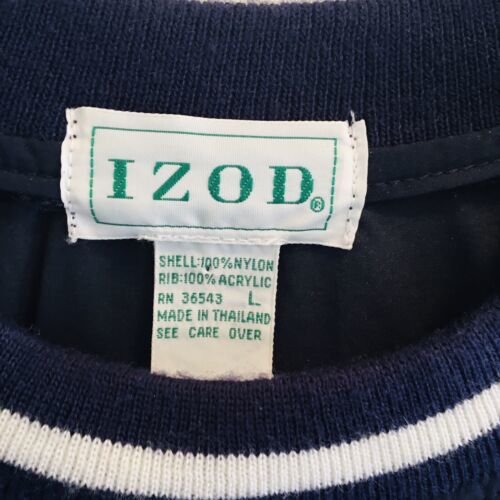 IZOD®
SHELL:100%NYLON
RIB:100%ACRYLIC
RN 36543 L
MADE IN THAILAND
SEE CARE OVER